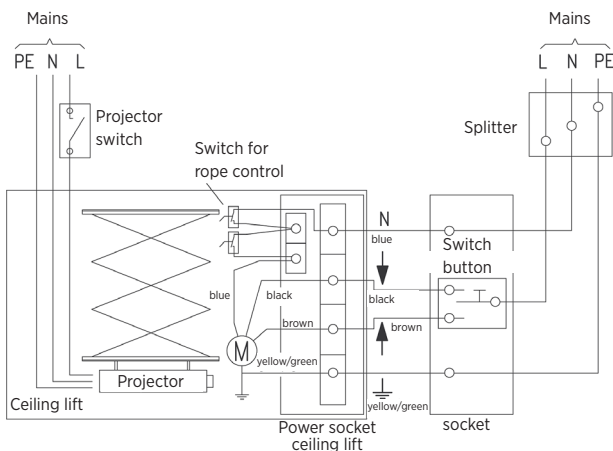 Mains
PE N L
Projector
switch
Switch for
rope control
Mains
L N PE
Splitter
N
blue
Switch
button
blue
black
black
brown
brown
M
yellow/green
Projector
Ceiling lift
yellow/green
Power socket
ceiling lift
socket